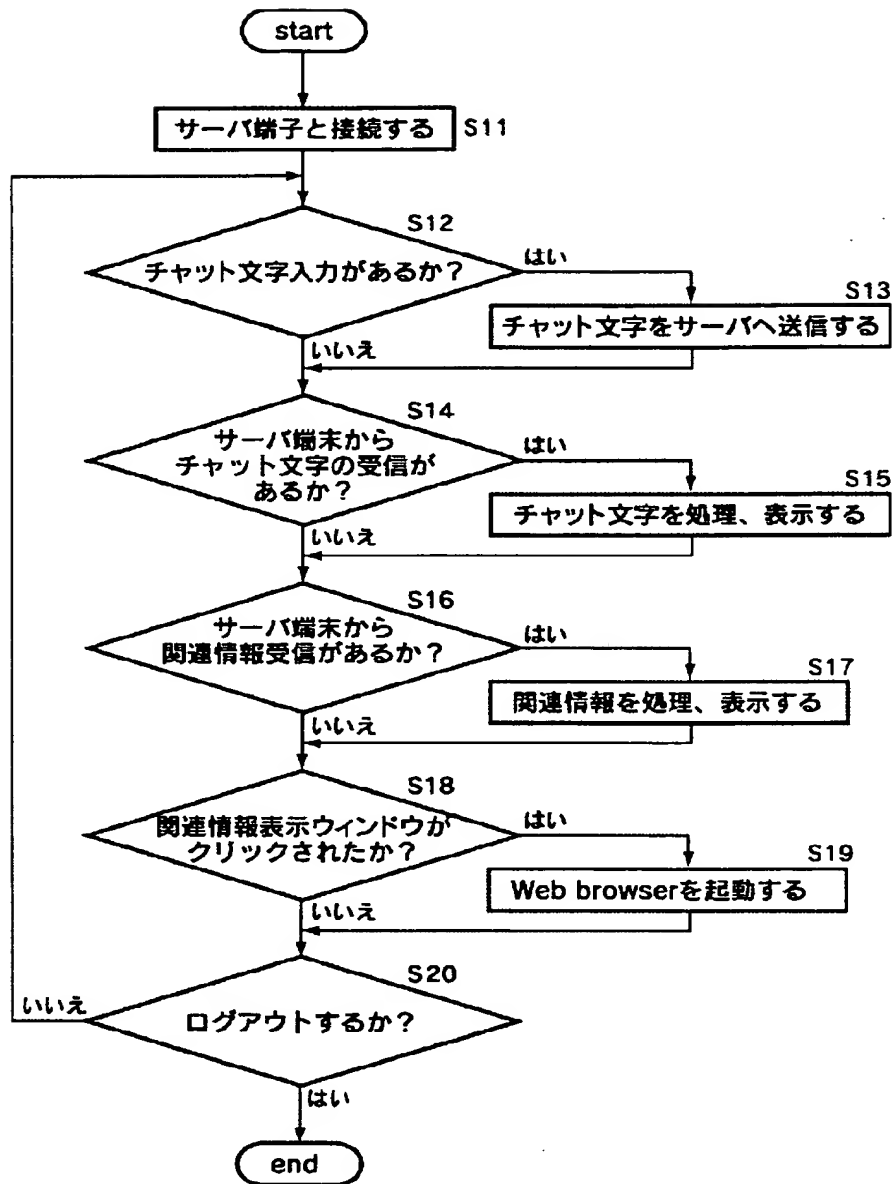 start
サーバ端子と接続する
S11
S12
チャット文字入力があるか？
はい
S13
チャット文字をサーバへ送信する
いいえ
S14
サーバ端末から
チャット文字の受信が
あるか？
はい
S15
チャット文字を処理、表示する
いいえ
S16
サーバ端末から
関連情報受信があるか？
はい
S17
関連情報を処理、表示する
いいえ
S18
関連情報表示ウィンドウが
クリックされたか？
はい
S19
Web browserを起動する
いいえ
S20
ログアウトするか？
いいえ
はい
end